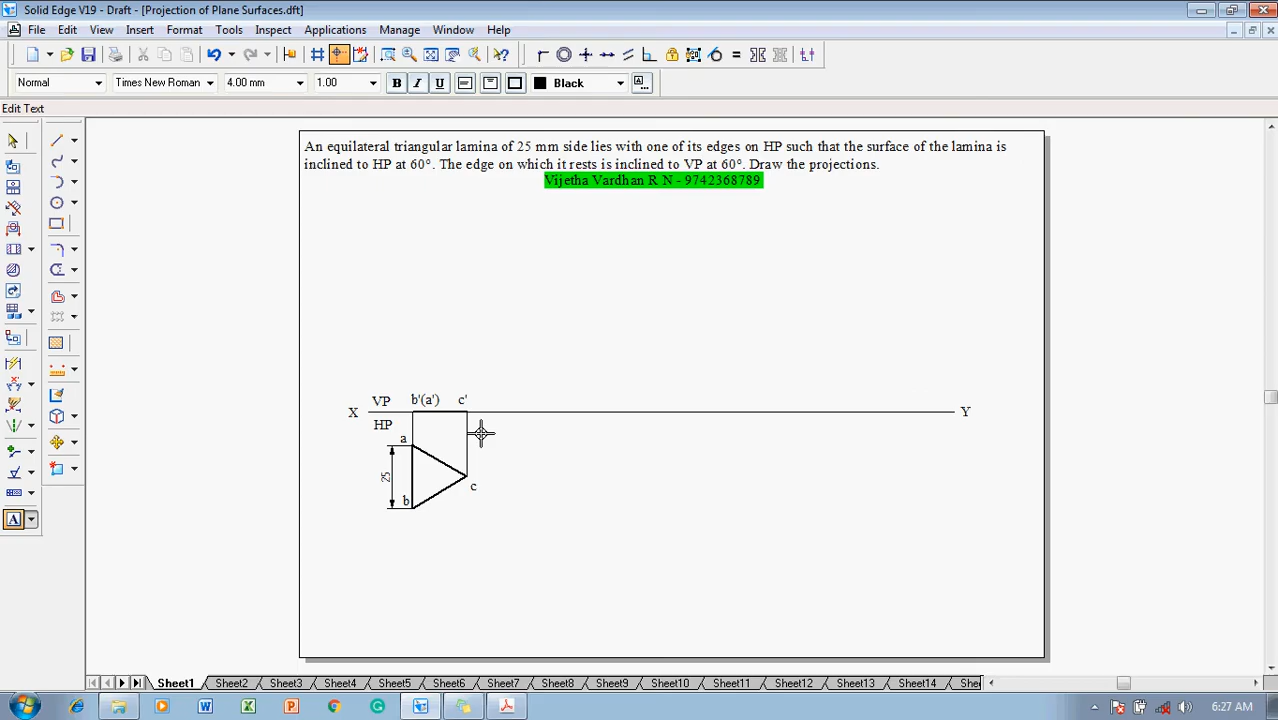 Solid Edge V19 - Draft - [Projection of Plane Surfaces.dft]
File Edit View Insert Format Tools Inspect Applications Manage Window Help
Normal Times New Roman 4.00 mm 1.00 B I U Black A
Edit Text
An equilateral triangular lamina of 25 mm side lies with one of its edges on HP such that the surface of the lamina is
inclined to HP at 60°. The edge on which it rests is inclined to VP at 60°. Draw the projections.
Vijetha Vardhan R N - 9742368789
VP b'(a') c'
X Y
HP
a
25
c
b
A
Sheet1 Sheet2 Sheet3 Sheet4 Sheet5 Sheet6 Sheet7 Sheet8 Sheet9 Sheet10 Sheet11 Sheet12 Sheet13 Sheet14 Shee
6:27 AM